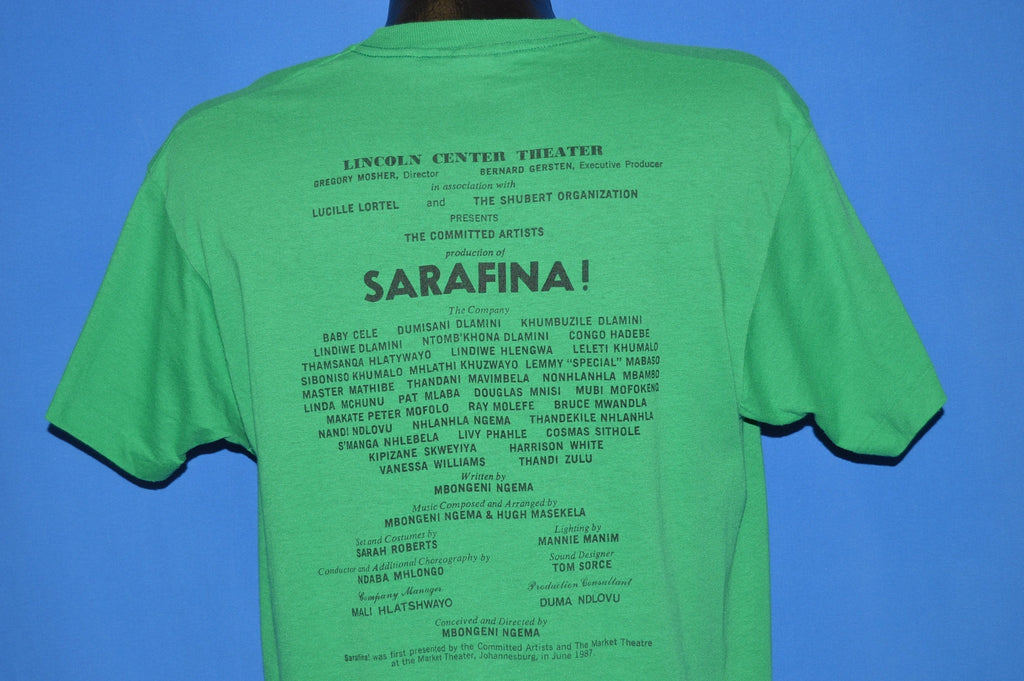 LINCOLN CENTER THEATER
GREGORY MOSHER, Director BERNARD GERSTEN, Executive Producer
in association with
LUCILLE LORTEL and THE SHUBERT ORGANIZATION
PRESENTS
THE COMMITTED ARTISTS
production of
SARAFINA!
The Company
BABY CELE DUMISANI DLAMINI KHUMBUZILE DLAMINI
LINDIWE DLAMINI NTOMB'KHONA DLAMINI CONGO HADEBE
THAMSANQA HLATYWAYO LINDIWE HLENGWA LELETI KHUMALO
SIBONISO KHUMALO MHLATHI KHUZWAYO LEMMY "SPECIAL" MABASO
MASTER MATHIBE THANDANI MAVIMBELA NONHLANHLA MBAMBO
LINDA MCHUNU PAT MLABA DOUGLAS MNISI MUBI MOFOKENG
MAKATE PETER MOFOLO RAY MOLEFE BRUCE MWANDLA
NANDI NDLOVU NHLANHLA NGEMA THANDEKILE NHLANHLA
S'MANGA NHLEBELA LIVY PHAHLE COSMAS SITHOLE
KIPIZANE SKWEYIYA HARRISON WHITE
VANESSA WILLIAMS THANDI ZULU
Written by
MBONGENI NGEMA
Music Composed and Arranged by
MBONGENI NGEMA & HUGH MASEKELA
Set and Costumes by Lighting by
SARAH ROBERTS MANNIE MANIM
Conductor and Additional Choreography by Sound Designer
NDABA MHLONGO TOM SORCE
Company Manager Production Consultant
MALI HLATSHWAYO DUMA NDLOVU
Conceived and Directed by
MBONGENI NGEMA
Sarafina! was first presented by the Committed Artists and The Market Theatre
at the Market Theater, Johannesburg, in June 1987.